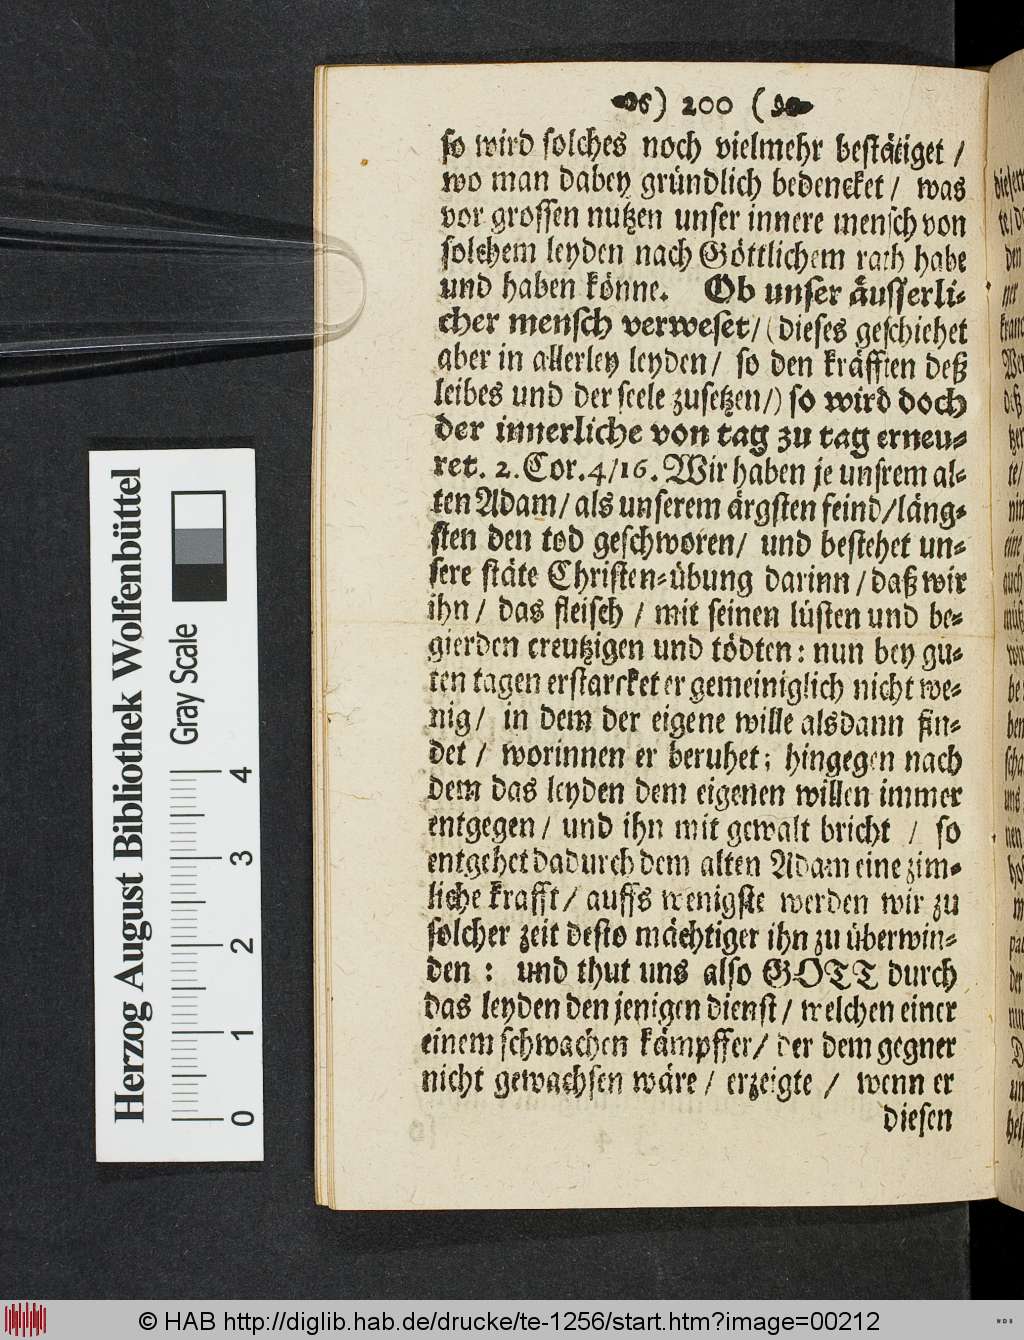 ) 200 (
so wird solches noch vielmehr bestätiget /
wo man dabey gründlich bedencket / was
vor grossen nutzen unser innere mensch von
solchem leyden nach Göttlichem rath habe
und haben könne. Ob unser äusserli-
cher mensch verweset / (dieses geschiehet
aber in allerley leyden / so den kräfften deß
leibes und der seele zusetzen /) so wird doch
der innerliche von tag zu tag erneu-
ret. 2. Cor. 4/16. Wir haben je unsrem al-
ten Adam / als unserem ärgsten feind / läng-
sten den tod geschworen / und bestehet un-
sere stäte Christen-übung darinn / daß wir
ihn / das fleisch / mit seinen lüsten und be-
gierden creutzigen und tödten: nun bey gu-
ten tagen erstarcket er gemeiniglich nicht we-
nig / in dem der eigene wille alsdann fin-
det / worinnen er beruhet; hingegen nach
dem das leyden dem eigenen willen immer
entgegen / und ihn mit gewalt bricht / so
entgehet dadurch dem alten Adam eine zim-
liche krafft / auffs wenigste werden wir zu
solcher zeit desto mächtiger ihn zu überwin-
den: und thut uns also GOTT durch
das leyden den jenigen dienst / welchen einer
einem schwachen kämpffer / der dem gegner
nicht gewachsen wäre / erzeigte / wenn er
diesen
Herzog August Bibliothek Wolfenbüttel
Gray Scale
0 1 2 3 4
© HAB http://diglib.hab.de/drucke/te-1256/start.htm?image=00212